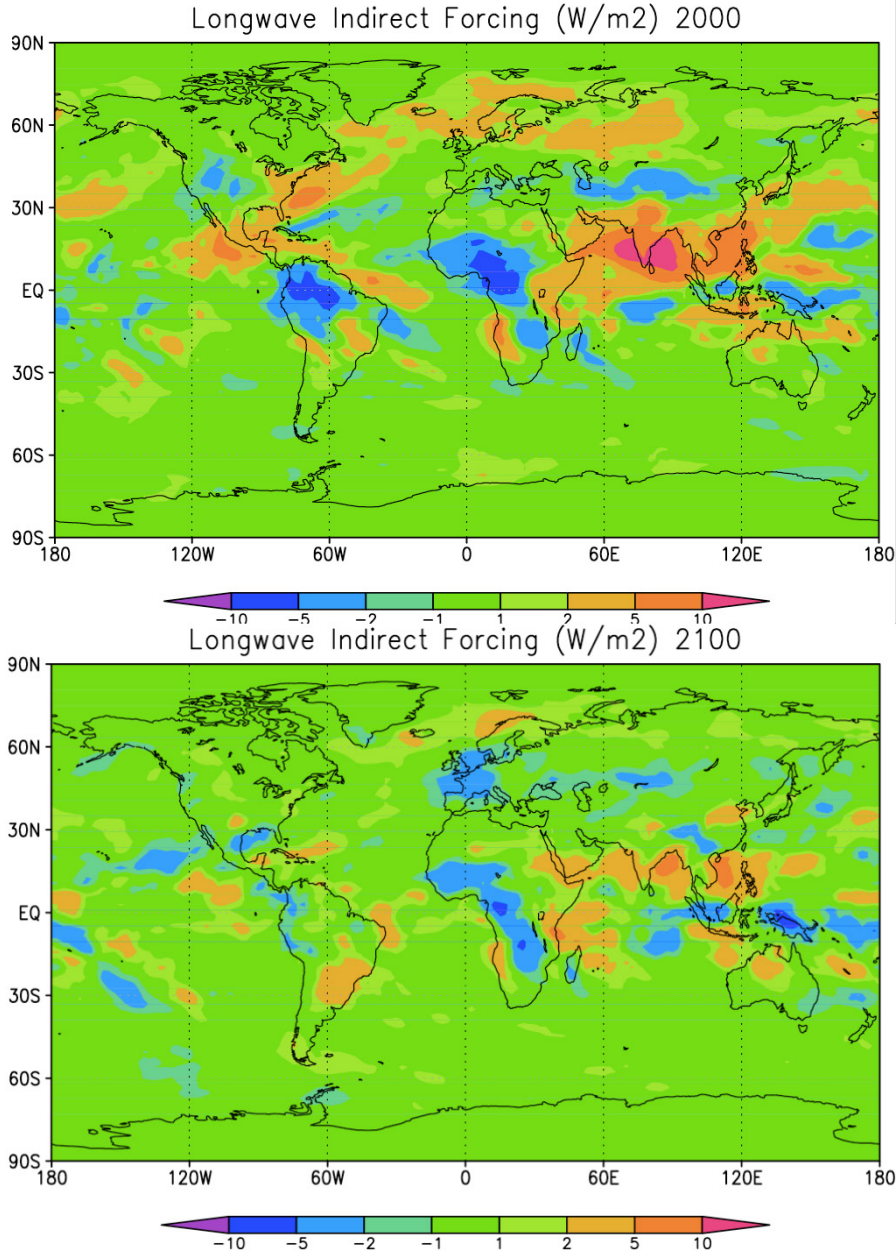 Longwave Indirect Forcing (W/m2) 2000
90N
60N
30N
EQ
30S
60S
90S
180 120W 60W 0 60E 120E 180
−10 −5 −2 −1 1 2 5 10
Longwave Indirect Forcing (W/m2) 2100
90N
60N
30N
EQ
30S
60S
90S
180 120W 60W 0 60E 120E 180
−10 −5 −2 −1 1 2 5 10